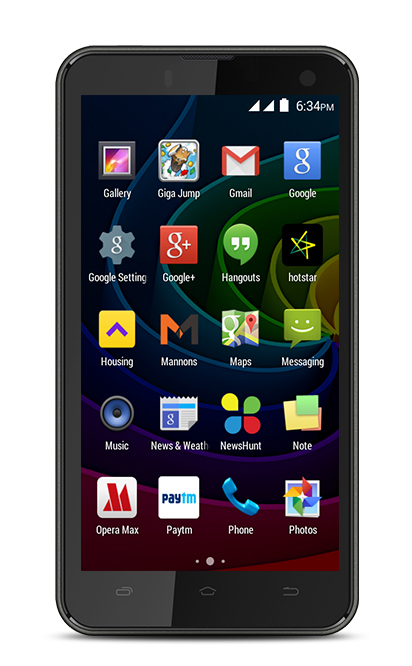 6:34PM
Gallery
Giga Jump
Gmail
Google
Google Setting
Google+
Hangouts
hotstar
Housing
Mannons
Maps
Messaging
Music
News & Weath
NewsHunt
Note
paytm
Opera Max
Paytm
Phone
Photos